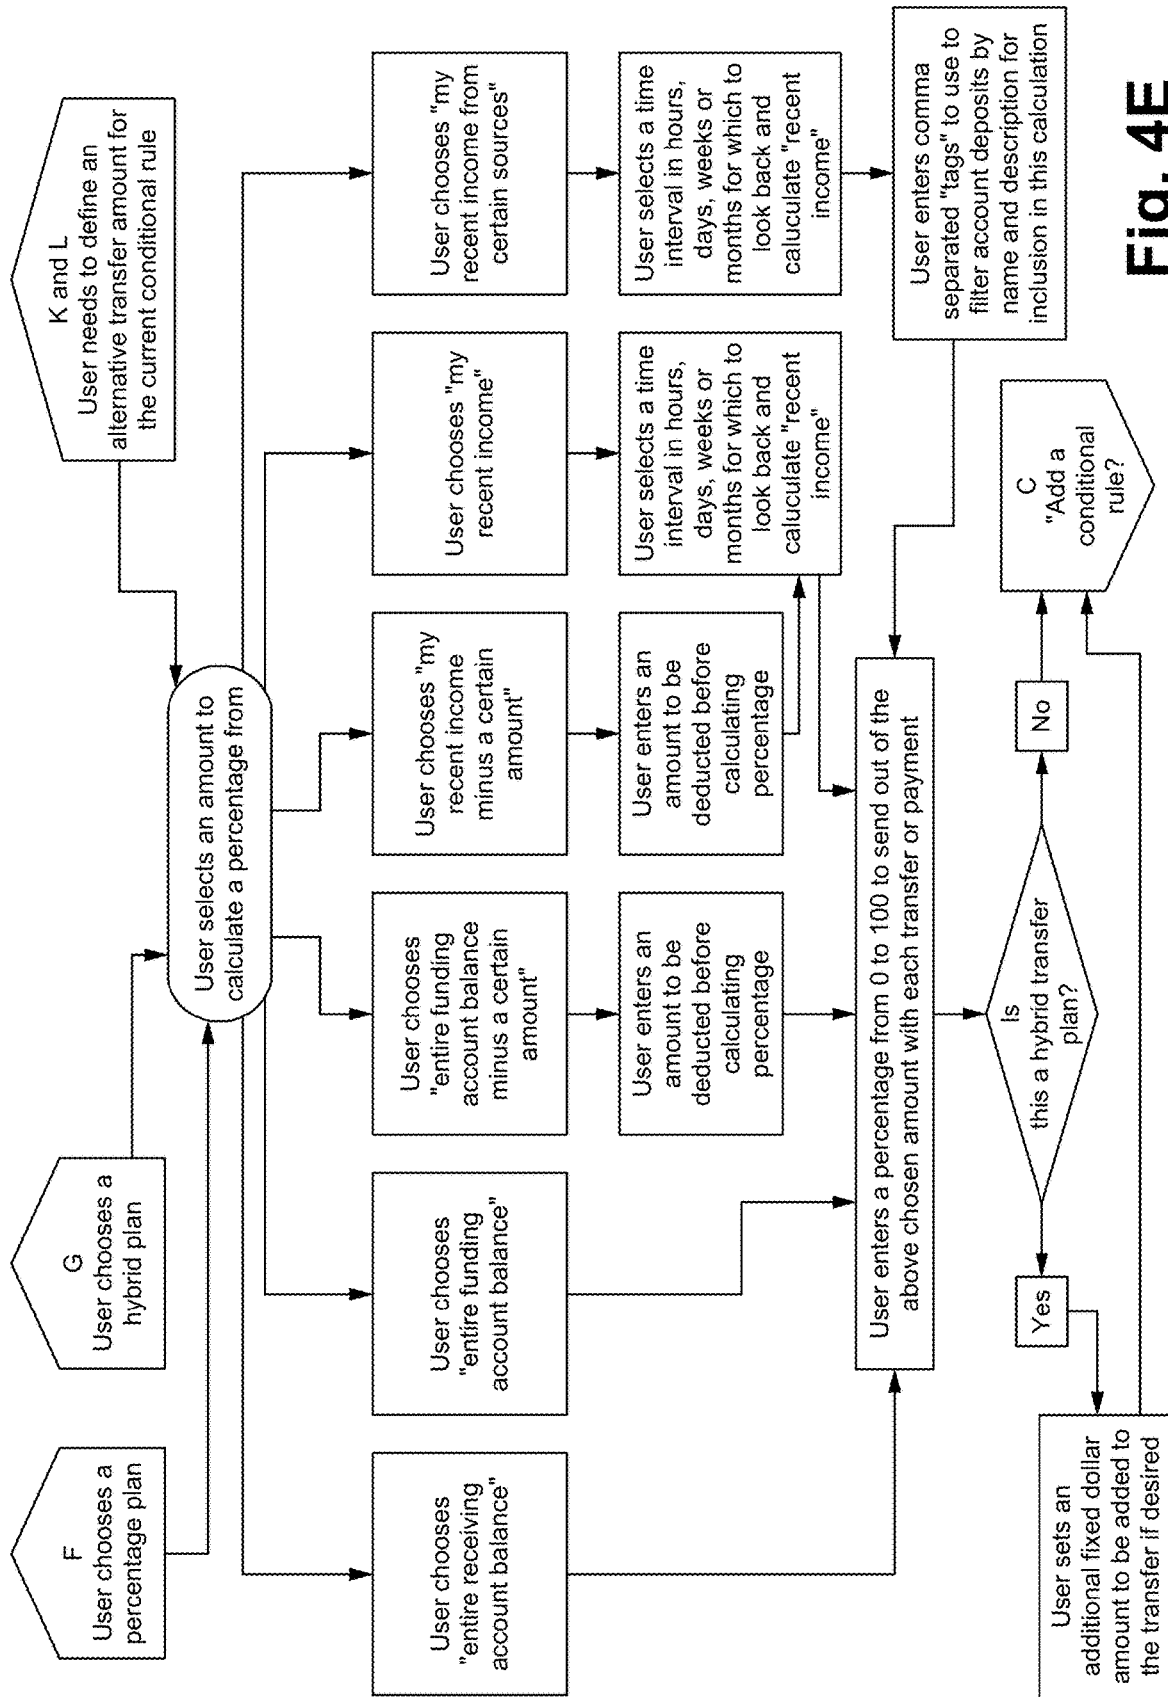 F
User chooses a
percentage plan
G
User chooses a
hybrid plan
K and L
User needs to define an
alternative transfer amount for
the current conditional rule
User selects an amount to
calculate a percentage from
User chooses
"entire receiving
account balance"
User chooses
"entire funding
account balance"
User chooses
"entire funding
account balance
minus a certain
amount"
User chooses "my
recent income
minus a certain
amount"
User chooses "my
recent income"
User chooses "my
recent income from
certain sources"
User enters an
amount to be
deducted before
calculating
percentage
User enters an
amount to be
deducted before
calculating
percentage
User selects a time
interval in hours,
days, weeks or
months for which to
look back and
caluculate "recent
income"
User selects a time
interval in hours,
days, weeks or
months for which to
look back and
caluculate "recent
income"
User enters comma
separated "tags" to use to
filter account deposits by
name and description for
inclusion in this calculation
User enters a percentage from 0 to 100 to send out of the
above chosen amount with each transfer or payment
Is
this a hybrid transfer
plan?
Yes
No
C
"Add a
conditional
rule?
User sets an
additional fixed dollar
amount to be added to
the transfer if desired
Fig. 4E